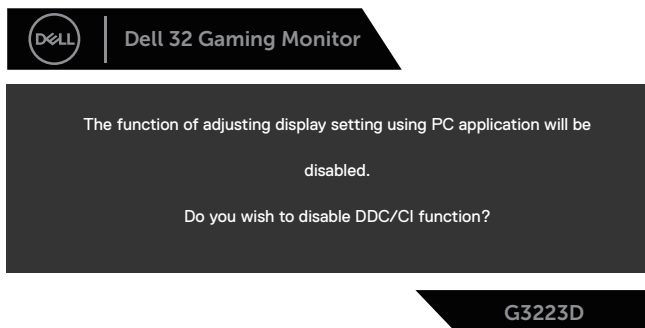 DELL
Dell 32 Gaming Monitor
The function of adjusting display setting using PC application will be
disabled.
Do you wish to disable DDC/CI function?
G3223D